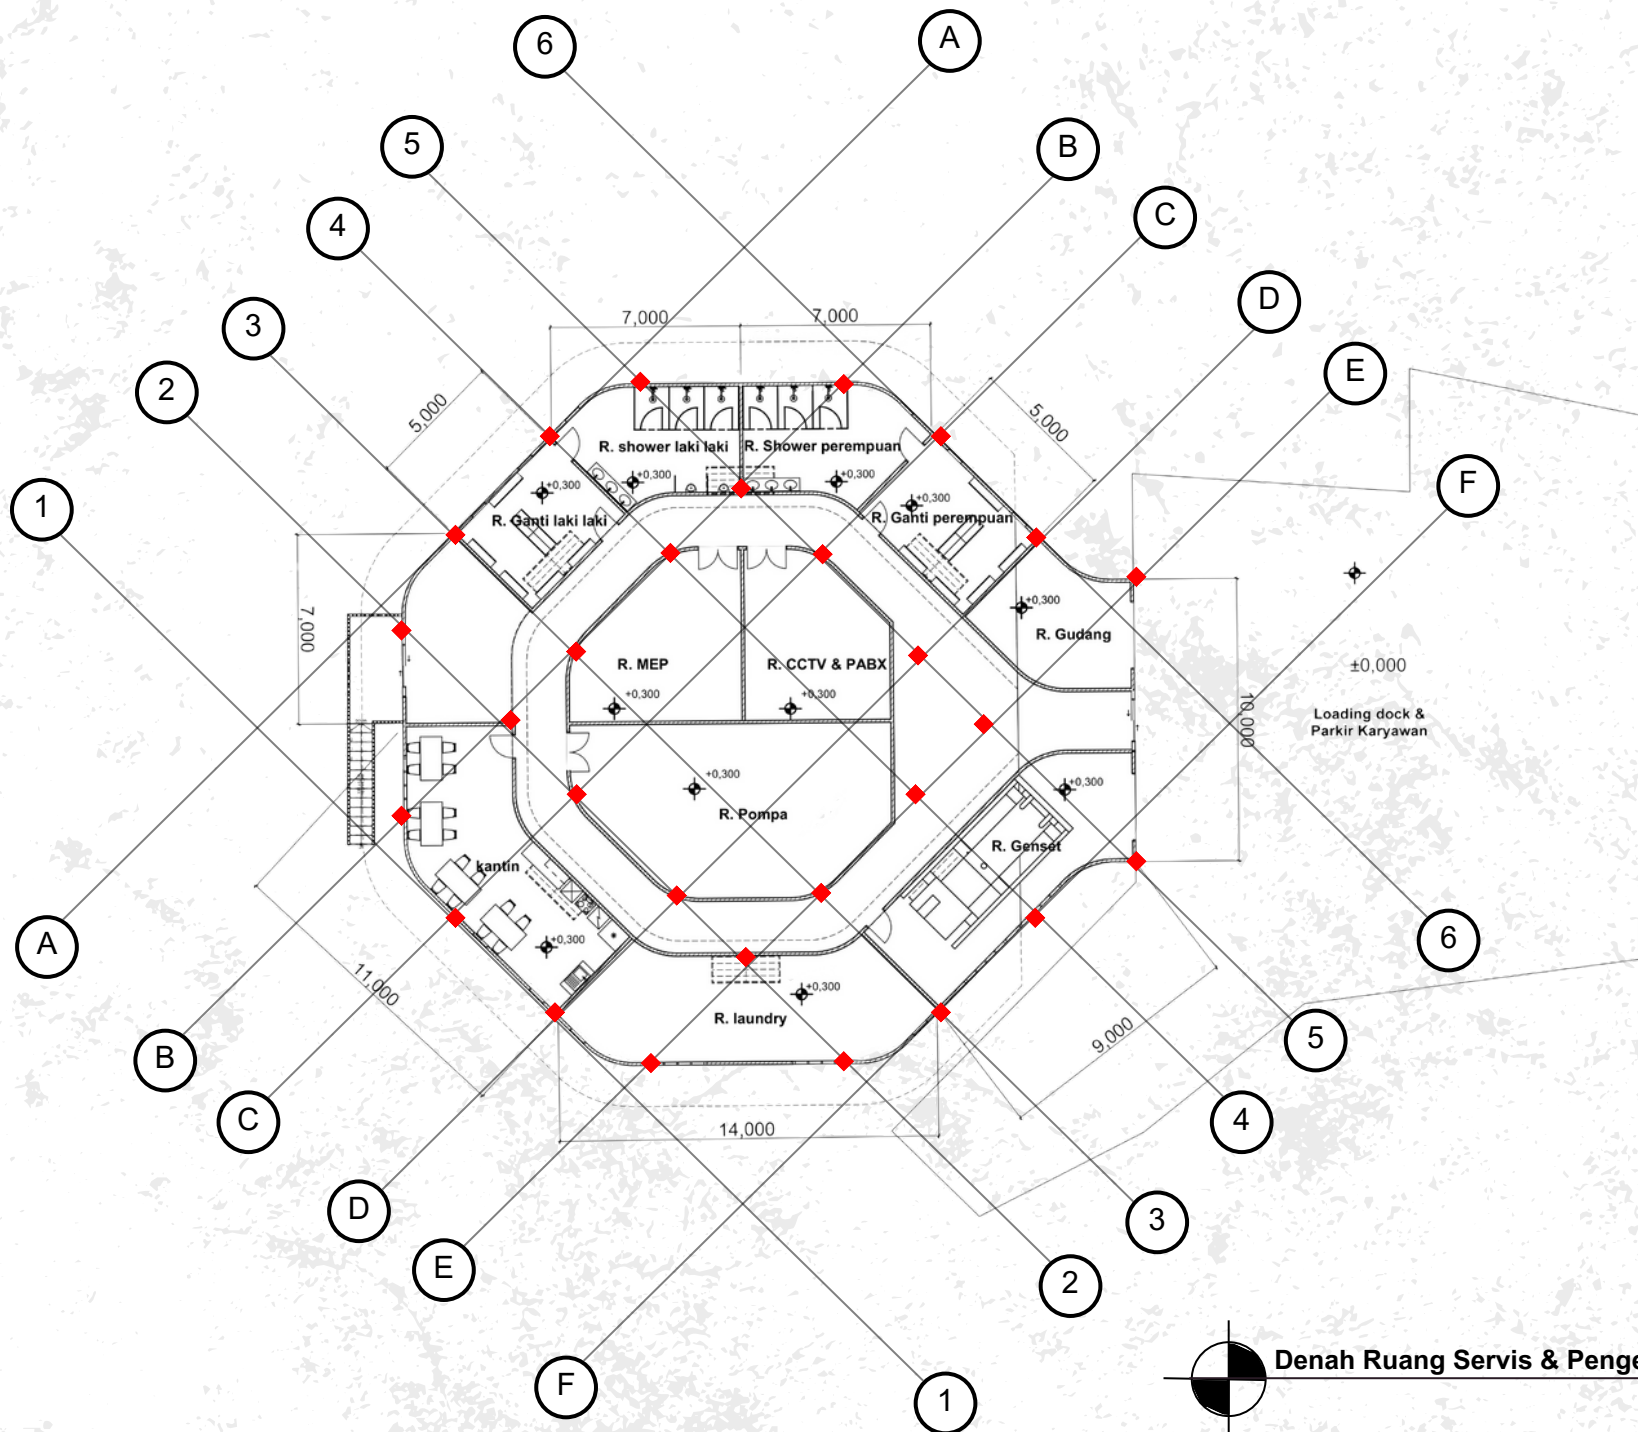 6
A
5
B
4
C
3
D
2
E
1
F
7,000
7,000
5,000
5,000
R. shower laki laki
R. Shower perempuan
+0,300
+0,300
+0,300
+0,300
R. Ganti laki laki
R. Ganti perempuan
7,000
+0,300
R. Gudang
R. MEP
R. CCTV & PABX
±0,000
+0,300
+0,300
10,000
Loading dock &
Parkir Karyawan
+0,300
+0,300
R. Pompa
R. Genset
kantin
+0,300
11,000
+0,300
R. laundry
9,000
14,000
A
6
B
5
C
4
D
3
E
2
F
1
Denah Ruang Servis & Penge